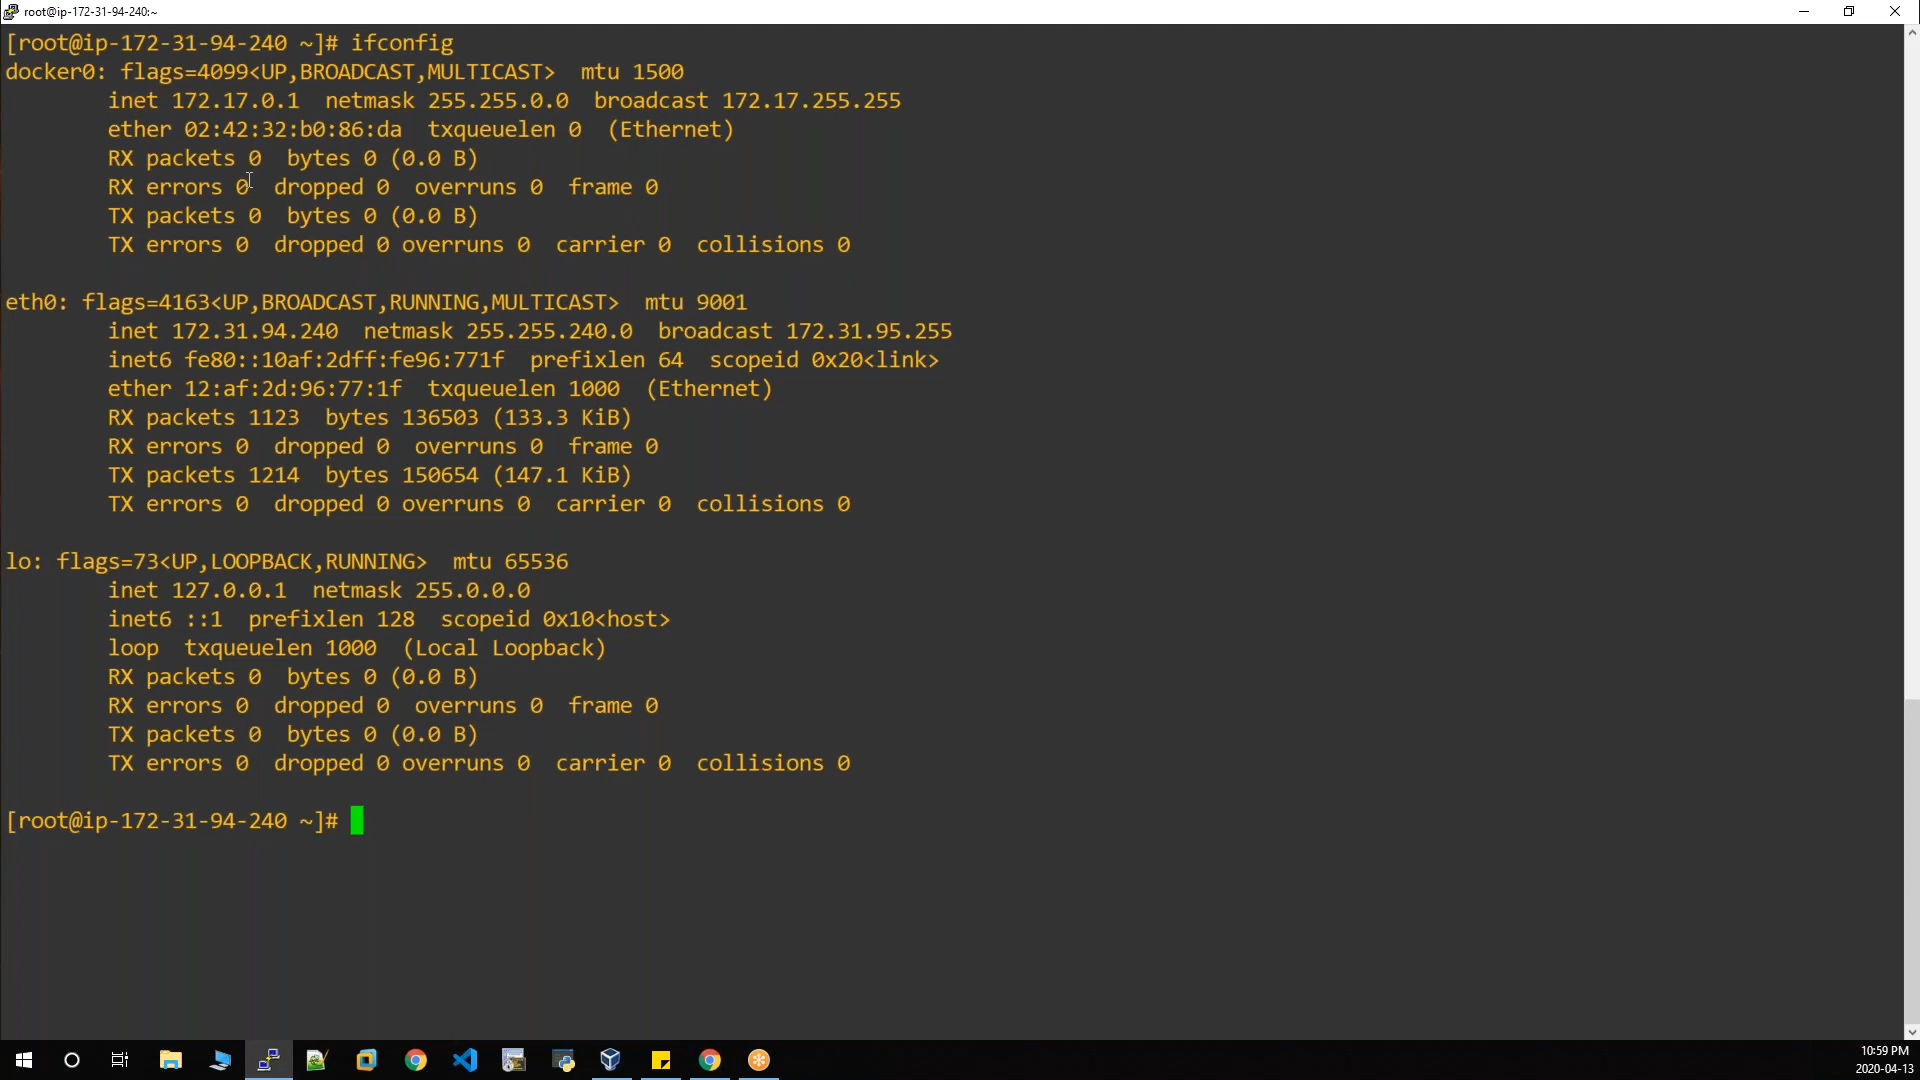 root@ip-172-31-94-240:~
[root@ip-172-31-94-240 ~]# ifconfig
docker0: flags=4099<UP,BROADCAST,MULTICAST>  mtu 1500
        inet 172.17.0.1  netmask 255.255.0.0  broadcast 172.17.255.255
        ether 02:42:32:b0:86:da  txqueuelen 0  (Ethernet)
        RX packets 0  bytes 0 (0.0 B)
        RX errors 0  dropped 0  overruns 0  frame 0
        TX packets 0  bytes 0 (0.0 B)
        TX errors 0  dropped 0 overruns 0  carrier 0  collisions 0
eth0: flags=4163<UP,BROADCAST,RUNNING,MULTICAST>  mtu 9001
        inet 172.31.94.240  netmask 255.255.240.0  broadcast 172.31.95.255
        inet6 fe80::10af:2dff:fe96:771f  prefixlen 64  scopeid 0x20<link>
        ether 12:af:2d:96:77:1f  txqueuelen 1000  (Ethernet)
        RX packets 1123  bytes 136503 (133.3 KiB)
        RX errors 0  dropped 0  overruns 0  frame 0
        TX packets 1214  bytes 150654 (147.1 KiB)
        TX errors 0  dropped 0 overruns 0  carrier 0  collisions 0
lo: flags=73<UP,LOOPBACK,RUNNING>  mtu 65536
        inet 127.0.0.1  netmask 255.0.0.0
        inet6 ::1  prefixlen 128  scopeid 0x10<host>
        loop  txqueuelen 1000  (Local Loopback)
        RX packets 0  bytes 0 (0.0 B)
        RX errors 0  dropped 0  overruns 0  frame 0
        TX packets 0  bytes 0 (0.0 B)
        TX errors 0  dropped 0 overruns 0  carrier 0  collisions 0
[root@ip-172-31-94-240 ~]#
10:59 PM
2020-04-13